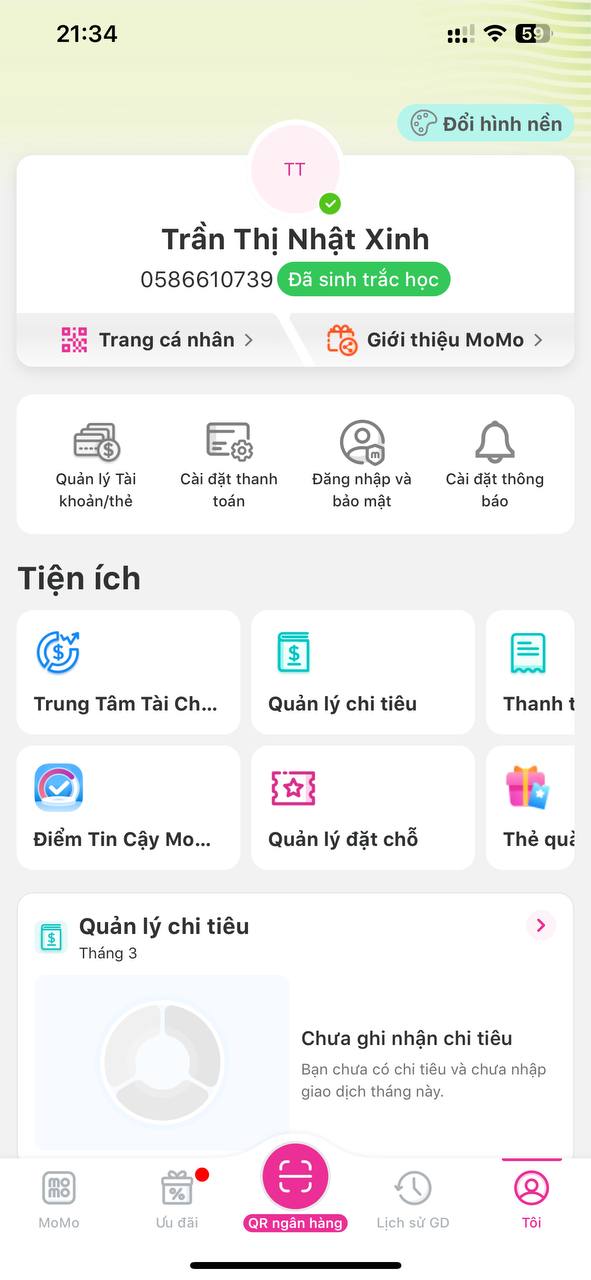 21:34
59
Đổi hình nền
TT
Trần Thị Nhật Xinh
0586610739 Đã sinh trắc học
Trang cá nhân
Giới thiệu MoMo
Quản lý Tài
khoản/thẻ
Cài đặt thanh
toán
Đăng nhập và
bảo mật
Cài đặt thông
báo
Tiện ích
Trung Tâm Tài Ch...
Quản lý chi tiêu
Thanh t
Điểm Tin Cậy Mo...
Quản lý đặt chỗ
Thẻ quà
Quản lý chi tiêu
Tháng 3
Chưa ghi nhận chi tiêu
Bạn chưa có chi tiêu và chưa nhập
giao dịch tháng này.
MoMo
Ưu đãi
QR ngân hàng
Lịch sử GD
Tôi